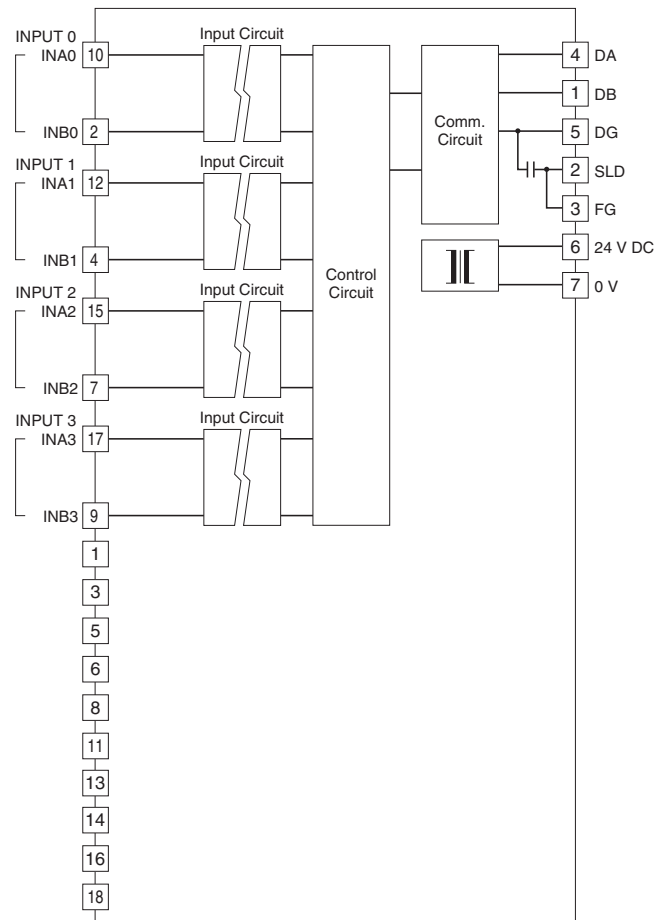 INPUT 0
INA0 10
INB0 2
Input Circuit
INPUT 1
INA1 12
INB1 4
Input Circuit
INPUT 2
INA2 15
INB2 7
Input Circuit
INPUT 3
INA3 17
INB3 9
Input Circuit
1
3
5
6
8
11
13
14
16
18
Control
Circuit
Comm.
Circuit
4 DA
1 DB
5 DG
2 SLD
3 FG
6 24 V DC
7 0 V